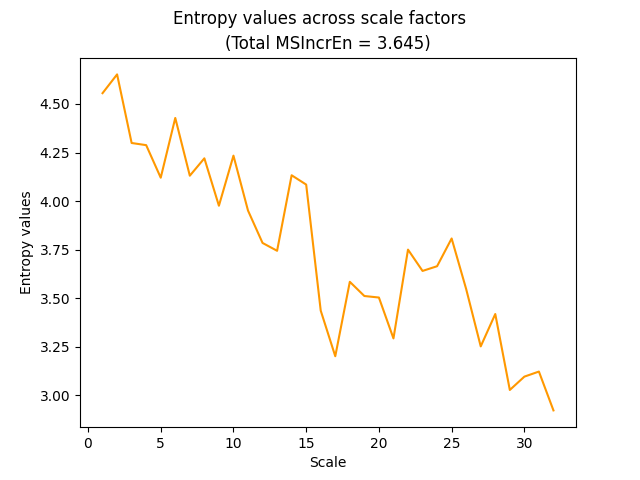 Entropy values across scale factors
(Total MSIncrEn = 3.645)
4.50
4.25
4.00
3.75
3.50
3.25
3.00
Entropy values
0 5 10 15 20 25 30
Scale